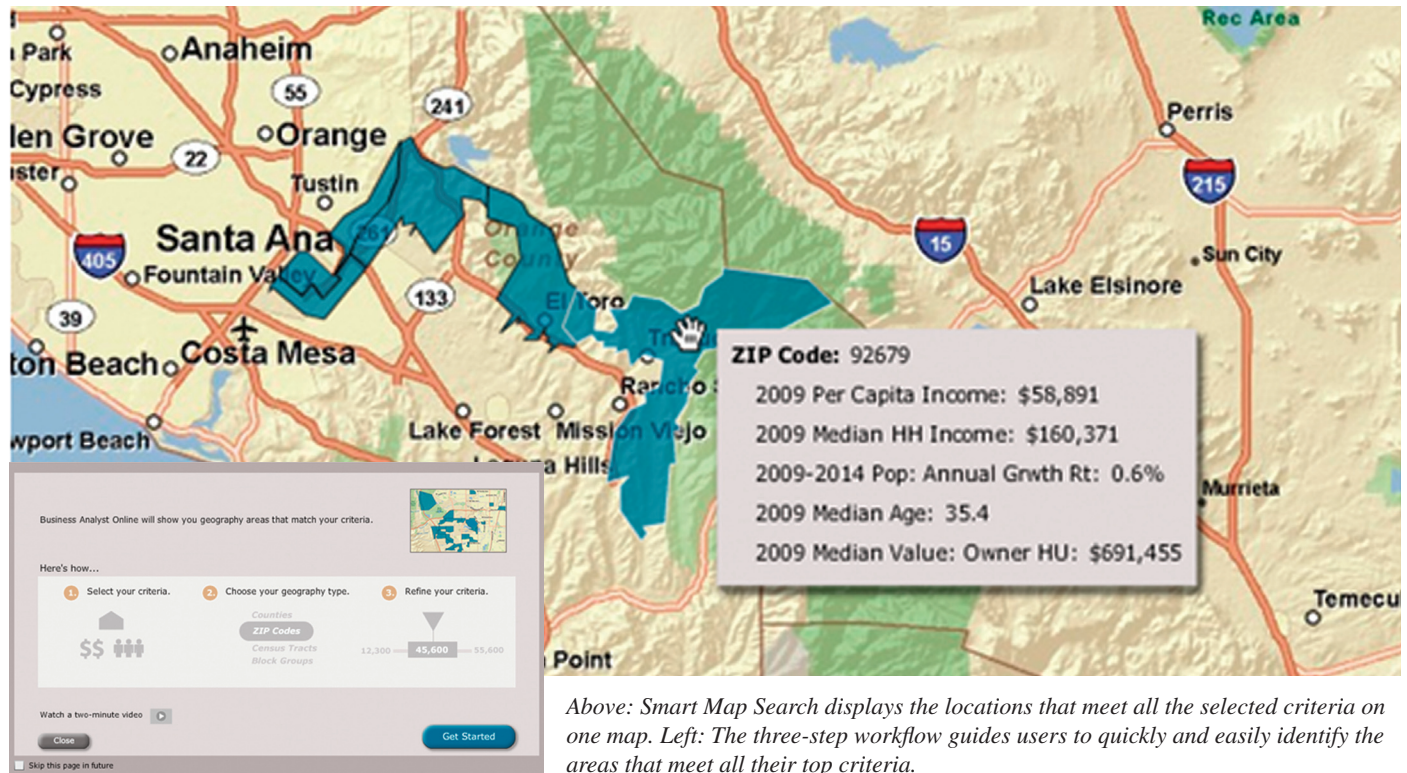 Rec Area
Park
Anaheim
Cypress
55
241
Perris
Orange
22
Tustin
215
Santa Ana
261
Orange
County
15
405
Fountain Valley
Sun City
133
El Toro
Lake Elsinore
39
Costa Mesa
ZIP Code: 92679
2009 Per Capita Income: $58,891
2009 Median HH Income: $160,371
2009-2014 Pop: Annual Grwth Rt: 0.6%
2009 Median Age: 35.4
2009 Median Value: Owner HU: $691,455
Rancho
Lake Forest
Mission Viejo
wport Beach
ton Beach
len Grove
Laguna Hills
Murrieta
Temecu
Point
Business Analyst Online will show you geography areas that match your criteria.
Here's how...
1. Select your criteria.
2. Choose your geography type.
3. Refine your criteria.
$$
Counties
ZIP Codes
Census Tracts
Block Groups
12,300
45,600
55,600
Watch a two-minute video
Close
Get Started
Skip this page in future
Above: Smart Map Search displays the locations that meet all the selected criteria on
one map. Left: The three-step workflow guides users to quickly and easily identify the
areas that meet all their top criteria.